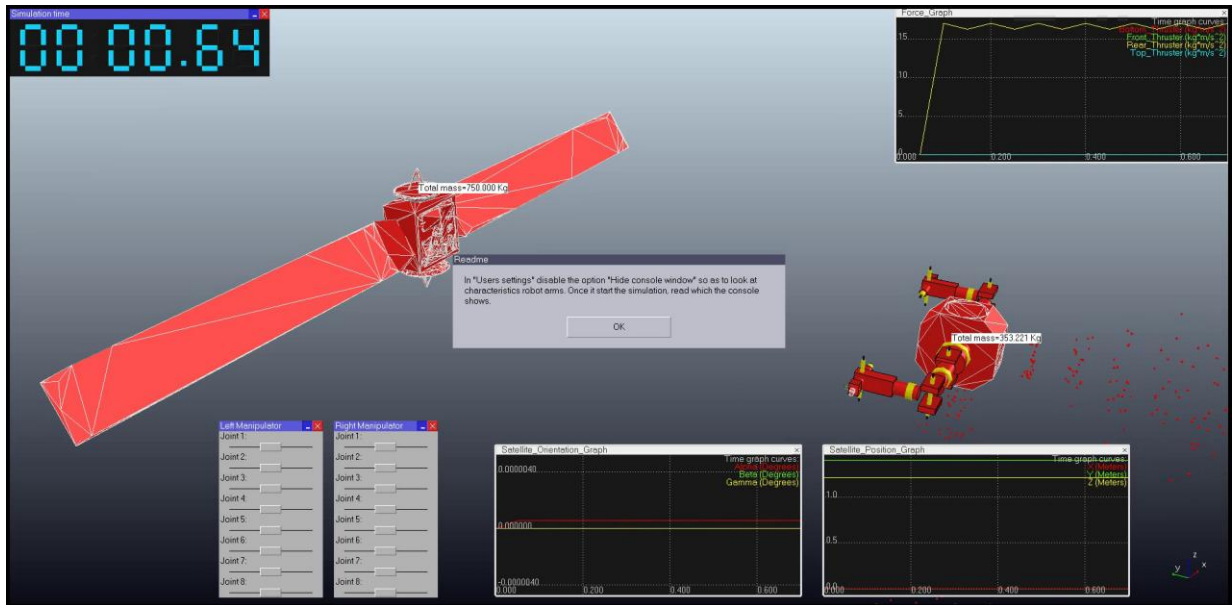 Simulation time
00 00.64
Force_Graph
Time graph curves:
Bottom_Thruster (kg*m/s^2)
Front_Thruster (kg*m/s^2)
Rear_Thruster (kg*m/s^2)
Top_Thruster (kg*m/s^2)
15
10
5
0
0.000 0.200 0.400 0.600
Total mass=750.000 Kg
Readme
In "Users settings" disable the option "Hide console window" so as to look at
characteristics robot arms. Once it start the simulation, read which the console
shows.
OK
Total mass=353.221 Kg
Left Manipulator
Joint 1:
Joint 2:
Joint 3:
Joint 4:
Joint 5:
Joint 6:
Joint 7:
Joint 8:
Right Manipulator
Joint 1:
Joint 2:
Joint 3:
Joint 4:
Joint 5:
Joint 6:
Joint 7:
Joint 8:
Satellite_Orientation_Graph
Time graph curves:
Alpha (Degrees)
Beta (Degrees)
Gamma (Degrees)
0.0000040
0.000000
-0.0000040
0.000 0.200 0.400 0.600
Satellite_Position_Graph
Time graph curves:
X (Meters)
Y (Meters)
Z (Meters)
1.0
0.5
0.0
0.000 0.200 0.400 0.600
z
y x